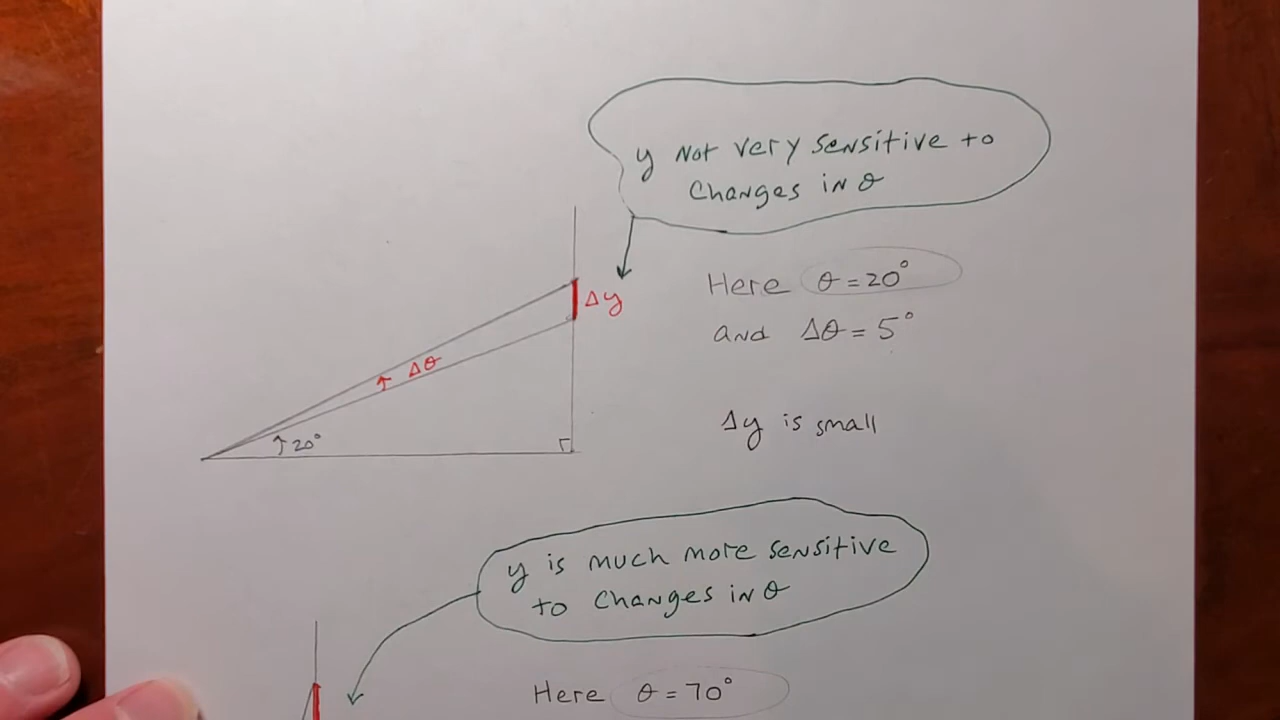 y Not very sensitive to
changes in θ
Here θ = 20°
Δy
and Δθ = 5°
Δθ
Δy is small
20°
y is much more sensitive
to changes in θ
Here θ = 70°